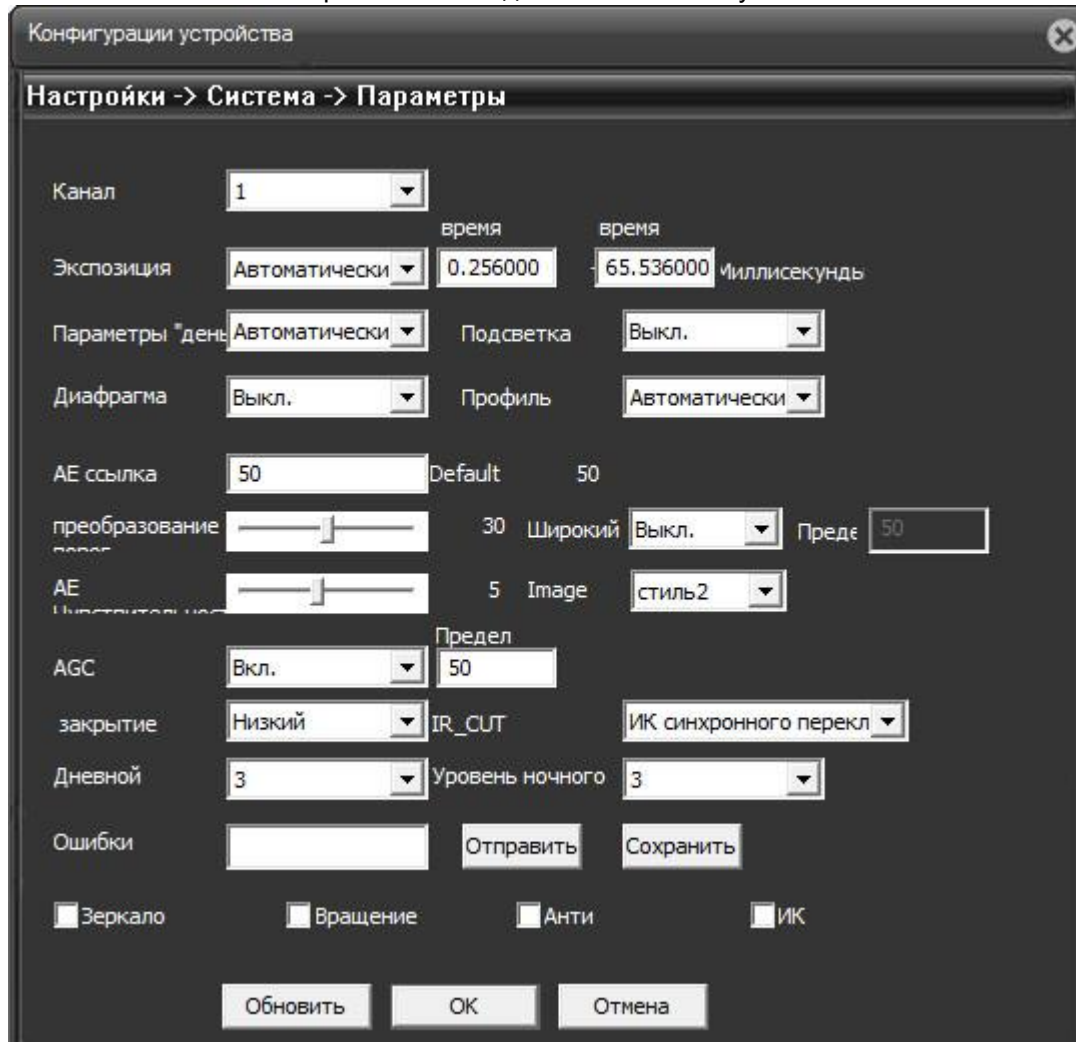 Конфигурации устройства
Настройки -> Система -> Параметры
Канал 1
время время
Экспозиция Автоматически 0.256000 - 65.536000 Миллисекунды
Параметры "день Автоматически Подсветка Выкл.
Диафрагма Выкл. Профиль Автоматически
AE ссылка 50 Default 50
преобразование 30 Широкий Выкл. Преде 50
порог
AE 5 Image стиль2
Чувствительност
Предел
AGC Вкл. 50
закрытие Низкий IR_CUT ИК синхронного перекл
Дневной 3 Уровень ночного 3
Ошибки Отправить Сохранить
Зеркало Вращение Анти ИК
Обновить OK Отмена